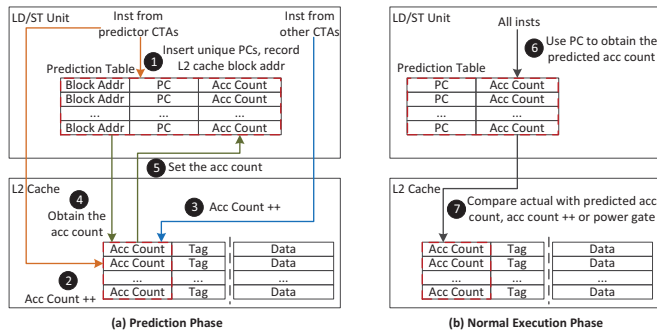 LD/ST Unit
Inst from
predictor CTAs
Inst from
other CTAs
1
Insert unique PCs, record
L2 cache block addr
Prediction Table
Block Addr PC Acc Count
Block Addr PC Acc Count
... ... ...
Block Addr PC Acc Count
5 Set the acc count
L2 Cache
4
Obtain the
acc count
3 Acc Count ++
2
Acc Count ++
Acc Count Tag Data
Acc Count Tag Data
... ... ...
Acc Count Tag Data
(a) Prediction Phase
LD/ST Unit
All insts
6 Use PC to obtain the
predicted acc count
Prediction Table
PC Acc Count
PC Acc Count
... ...
PC Acc Count
L2 Cache
7 Compare actual with predicted acc
count, acc count ++ or power gate
Acc Count Tag Data
Acc Count Tag Data
... ... ...
Acc Count Tag Data
(b) Normal Execution Phase